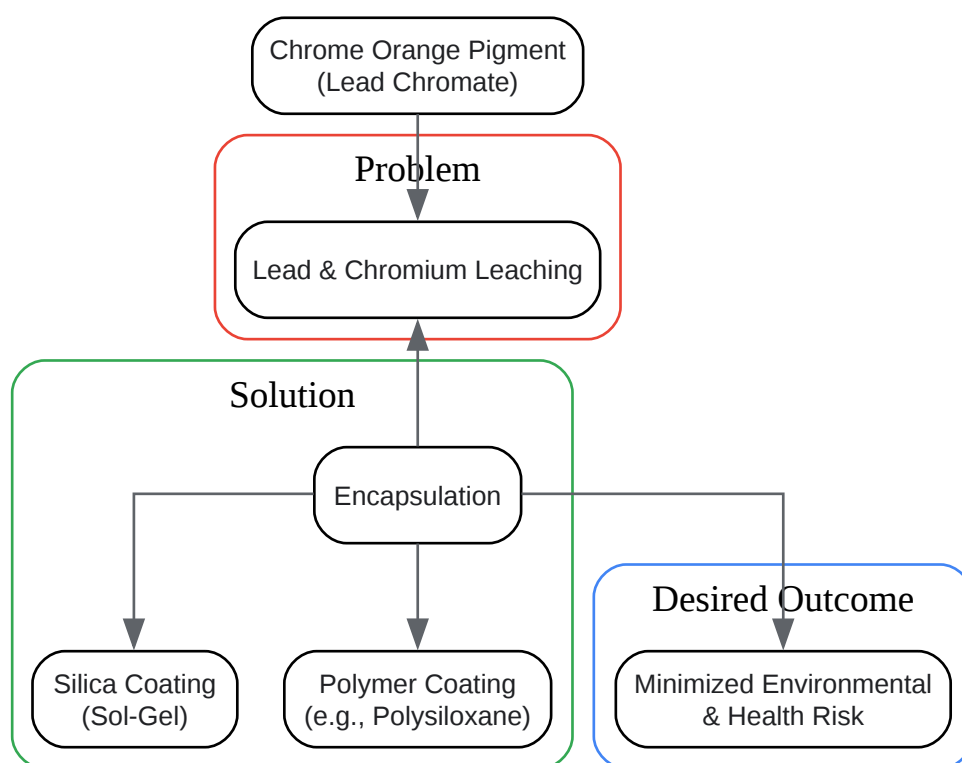 Chrome Orange Pigment
(Lead Chromate)
Problem
Lead & Chromium Leaching
Solution
Encapsulation
Desired Outcome
Silica Coating
(Sol-Gel)
Polymer Coating
(e.g., Polysiloxane)
Minimized Environmental
& Health Risk